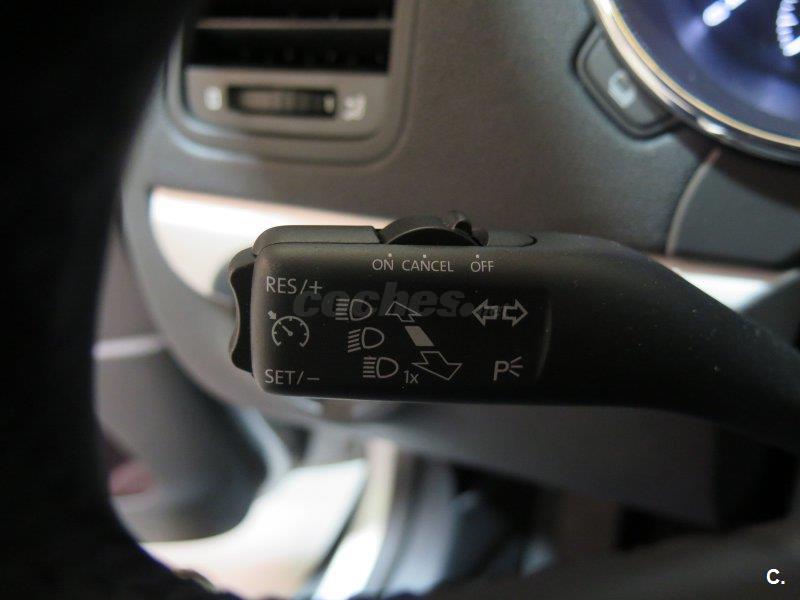 ON CANCEL OFF
RES/+
coches.
SET/−
1x
P
C.